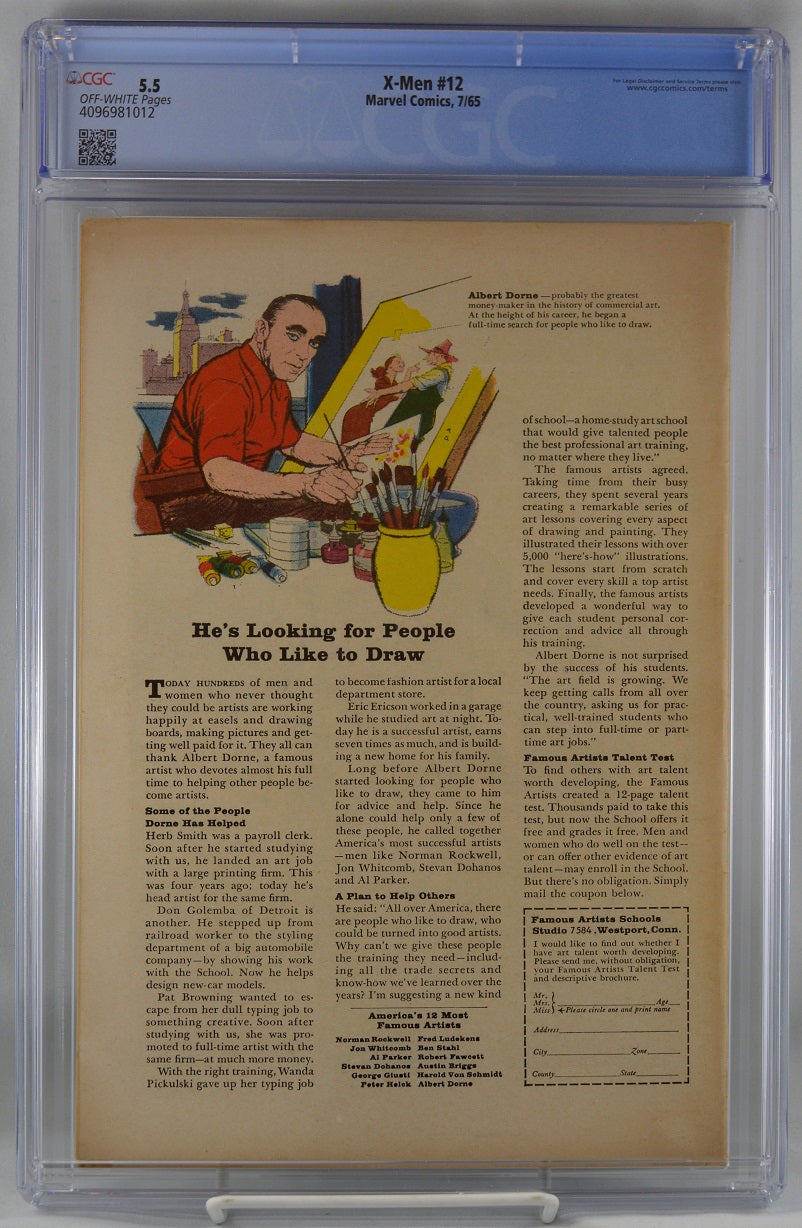 CGC
5.5
OFF-WHITE Pages
4096981012
X-Men #12
Marvel Comics, 7/65
For Legal Disclaimer and Service Terms please visit:
www.cgccomics.com/terms
CGC
Albert Dorne — probably the greatest
money-maker in the history of commercial art.
At the height of his career, he began a
full-time search for people who like to draw.
He's Looking for People
Who Like to Draw
TODAY HUNDREDS of men and
women who never thought
they could be artists are working
happily at easels and drawing
boards, making pictures and get-
ting well paid for it. They all can
thank Albert Dorne, a famous
artist who devotes almost his full
time to helping other people be-
come artists.
Some of the People
Dorne Has Helped
Herb Smith was a payroll clerk.
Soon after he started studying
with us, he landed an art job
with a large printing firm. This
was four years ago; today he's
head artist for the same firm.
Don Golemba of Detroit is
another. He stepped up from
railroad worker to the styling
department of a big automobile
company—by showing his work
with the School. Now he helps
design new-car models.
Pat Browning wanted to es-
cape from her dull typing job to
something creative. Soon after
studying with us, she was pro-
moted to full-time artist with the
same firm—at much more money.
With the right training, Wanda
Pickulski gave up her typing job
to become fashion artist for a local
department store.
Eric Ericson worked in a garage
while he studied art at night. To-
day he is a successful artist, earns
seven times as much, and is build-
ing a new home for his family.
Long before Albert Dorne
started looking for people who
like to draw, they came to him
for advice and help. Since he
alone could help only a few of
these people, he called together
America's most successful artists
—men like Norman Rockwell,
Jon Whitcomb, Stevan Dohanos
and Al Parker.
A Plan to Help Others
He said: "All over America, there
are people who like to draw, who
could be turned into good artists.
Why can't we give these people
the training they need—includ-
ing all the trade secrets and
know-how we've learned over the
years? I'm suggesting a new kind
America's 12 Most
Famous Artists
Norman Rockwell Fred Ludekens
Jon Whitcomb Ben Stahl
Al Parker Robert Fawcett
Stevan Dohanos Austin Briggs
George Giusti Harold Von Schmidt
Peter Helck Albert Dorne
of school—a home-study art school
that would give talented people
the best professional art training,
no matter where they live."
The famous artists agreed.
Taking time from their busy
careers, they spent several years
creating a remarkable series of
art lessons covering every aspect
of drawing and painting. They
illustrated their lessons with over
5,000 "here's-how" illustrations.
The lessons start from scratch
and cover every skill a top artist
needs. Finally, the famous artists
developed a wonderful way to
give each student personal cor-
rection and advice all through
his training.
Albert Dorne is not surprised
by the success of his students.
"The art field is growing. We
keep getting calls from all over
the country, asking us for prac-
tical, well-trained students who
can step into full-time or part-
time art jobs."
Famous Artists Talent Test
To find others with art talent
worth developing, the Famous
Artists created a 12-page talent
test. Thousands paid to take this
test, but now the School offers it
free and grades it free. Men and
women who do well on the test—
or can offer other evidence of art
talent—may enroll in the School.
But there's no obligation. Simply
mail the coupon below.
Famous Artists Schools
Studio 7584, Westport, Conn.
I would like to find out whether I
have art talent worth developing.
Please send me, without obligation,
your Famous Artists Talent Test
and descriptive brochure.
Mr.
Mrs. Age
Miss Please circle one and print name
Address
City Zone
County State